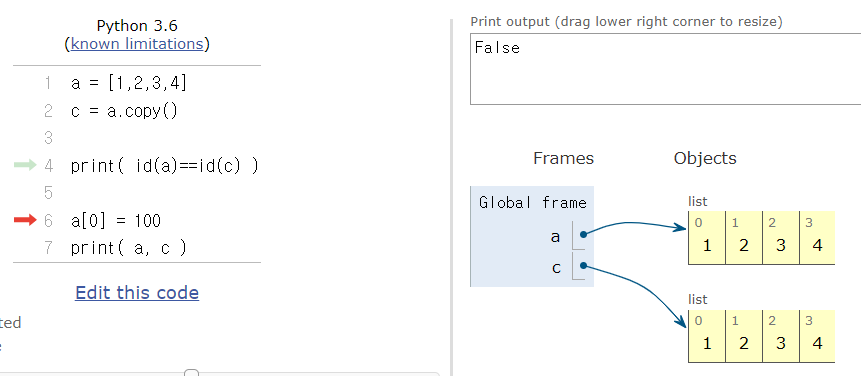 Python 3.6
(known limitations)
1 a = [1,2,3,4]
2 c = a.copy()
3
4 print( id(a)==id(c) )
5
6 a[0] = 100
7 print( a, c )
Edit this code
Print output (drag lower right corner to resize)
False
Frames
Objects
Global frame
a
c
list
0 1 2 3
1 2 3 4
list
0 1 2 3
1 2 3 4